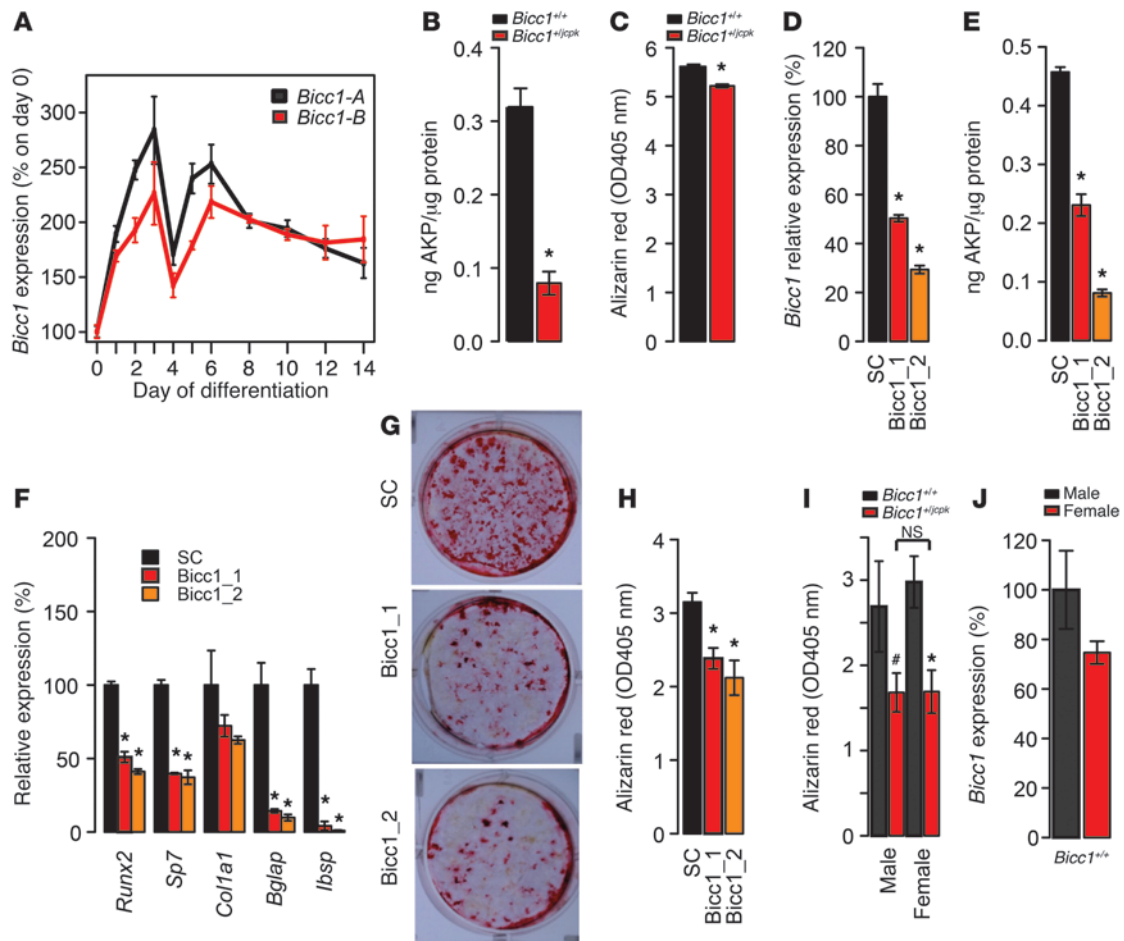 A
Bicc1 expression (% on day 0)
300
250
200
150
100
Bicc1-A
Bicc1-B
0 2 4 6 8 10 12 14
Day of differentiation
B
Bicc1+/+
Bicc1+/jcpk
ng AKP/μg protein
0.4
0.3
0.2
0.1
0.0
*
C
Bicc1+/+
Bicc1+/jcpk
Alizarin red (OD405 nm)
6
5
4
3
2
1
0
*
D
Bicc1 relative expression (%)
120
100
80
60
40
20
0
* *
SC
Bicc1_1
Bicc1_2
E
ng AKP/μg protein
0.5
0.4
0.3
0.2
0.1
0.0
* *
SC
Bicc1_1
Bicc1_2
F
Relative expression (%)
200
150
100
50
0
SC
Bicc1_1
Bicc1_2
* * * * * * * *
Runx2
Sp7
Col1a1
Bglap
Ibsp
G
SC
Bicc1_1
Bicc1_2
H
Alizarin red (OD405 nm)
4
3
2
1
0
* *
SC
Bicc1_1
Bicc1_2
I
Bicc1+/+
Bicc1+/jcpk
NS
Alizarin red (OD405 nm)
3
2
1
0
# *
Male
Female
J
Male
Female
Bicc1 expression (%)
120
100
80
60
40
20
0
Bicc1+/+